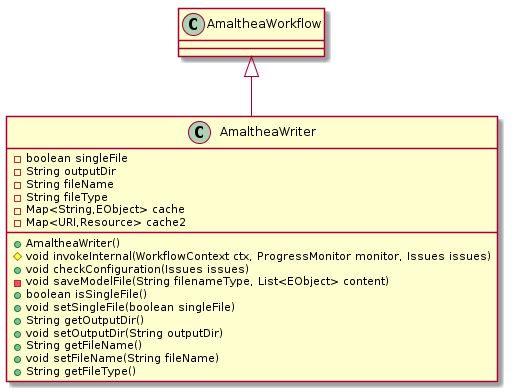 C AmaltheaWorkflow
C AmaltheaWriter
boolean singleFile
String outputDir
String fileName
String fileType
Map<String,EObject> cache
Map<URI,Resource> cache2
AmaltheaWriter()
void invokeInternal(WorkflowContext ctx, ProgressMonitor monitor, Issues issues)
void checkConfiguration(Issues issues)
void saveModelFile(String filenameType, List<EObject> content)
boolean isSingleFile()
void setSingleFile(boolean singleFile)
String getOutputDir()
void setOutputDir(String outputDir)
String getFileName()
void setFileName(String fileName)
String getFileType()